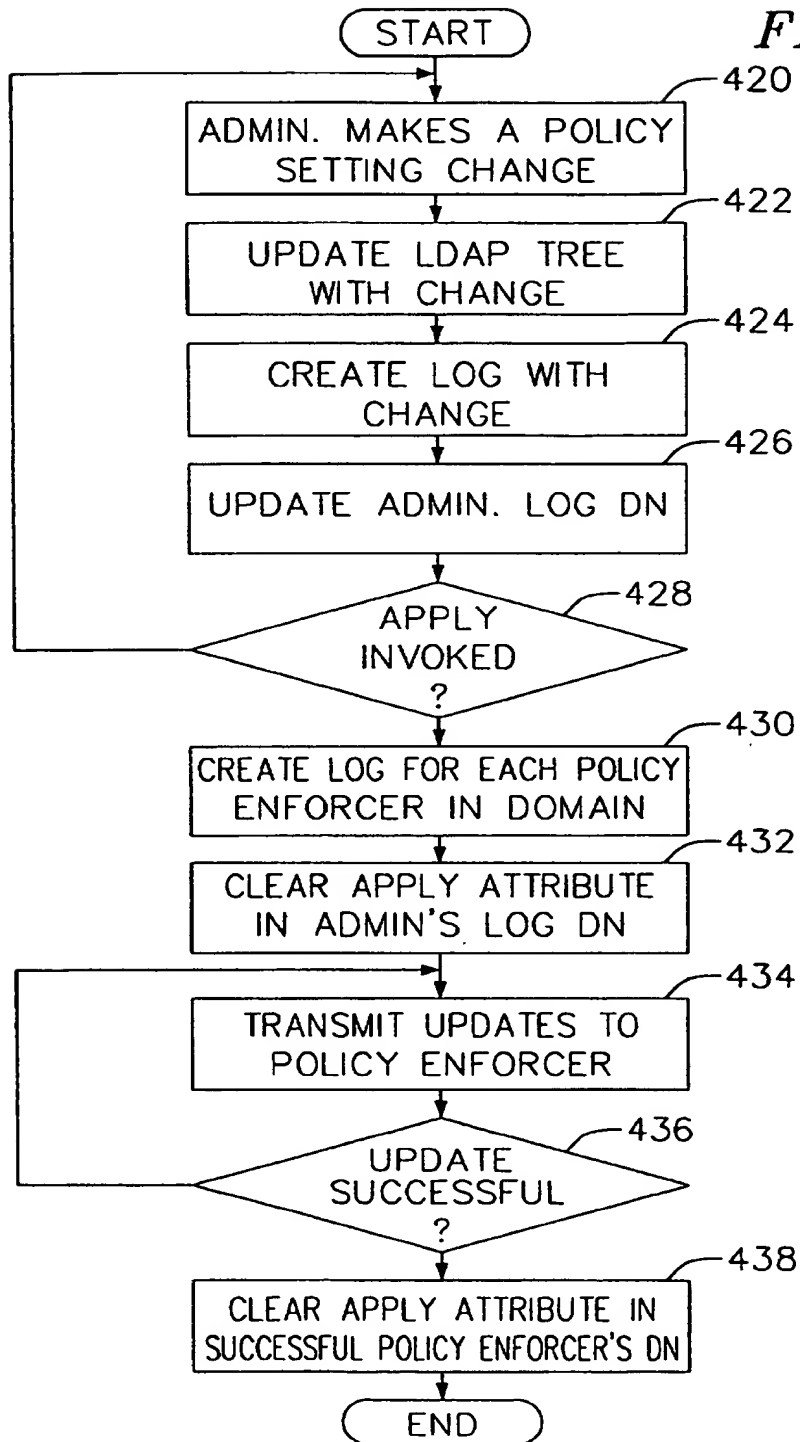 START
420
ADMIN. MAKES A POLICY
SETTING CHANGE
422
UPDATE LDAP TREE
WITH CHANGE
424
CREATE LOG WITH
CHANGE
426
UPDATE ADMIN. LOG DN
428
APPLY
INVOKED
?
430
CREATE LOG FOR EACH POLICY
ENFORCER IN DOMAIN
432
CLEAR APPLY ATTRIBUTE
IN ADMIN'S LOG DN
434
TRANSMIT UPDATES TO
POLICY ENFORCER
436
UPDATE
SUCCESSFUL
?
438
CLEAR APPLY ATTRIBUTE IN
SUCCESSFUL POLICY ENFORCER'S DN
END